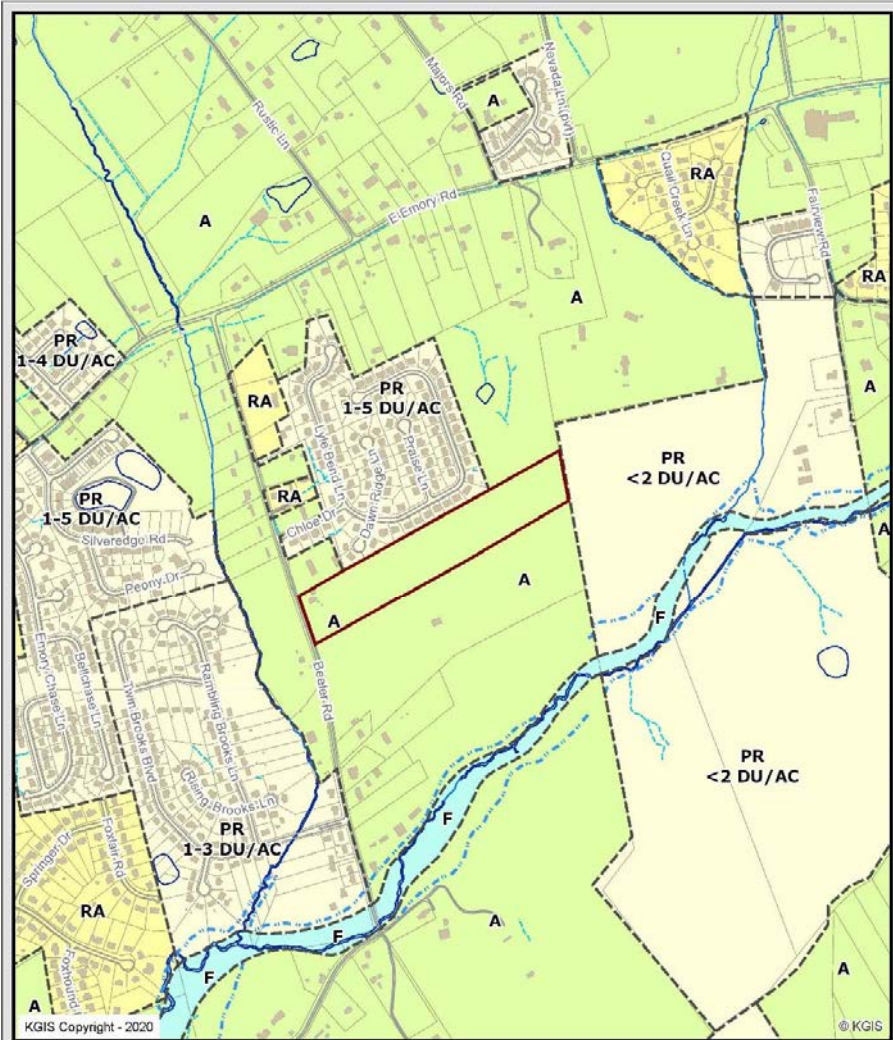 Nevada Ln(pvt)
Majors Rd
A
Rustic Ln
Quail Creek Ln
RA
A
E Emory Rd
Fairview Rd
RA
A
PR
1-4 DU/AC
RA
PR
1-5 DU/AC
A
Lyle Bend Ln
Praise Ln
Dawn Ridge Ln
PR
<2 DU/AC
RA
Chloe Dr
PR
1-5 DU/AC
Silveredge Rd
A
Peony Dr
A
A
F
Emory Chase Ln
Bellchase Ln
Twin Brooks Blvd
Rambling Brooks Ln
Beeler Rd
Rising Brooks Ln
PR
<2 DU/AC
PR
1-3 DU/AC
F
Springer Dr
Foxfair Rd
RA
A
F
F
Foxhound
A
A
KGIS Copyright - 2020
© KGIS